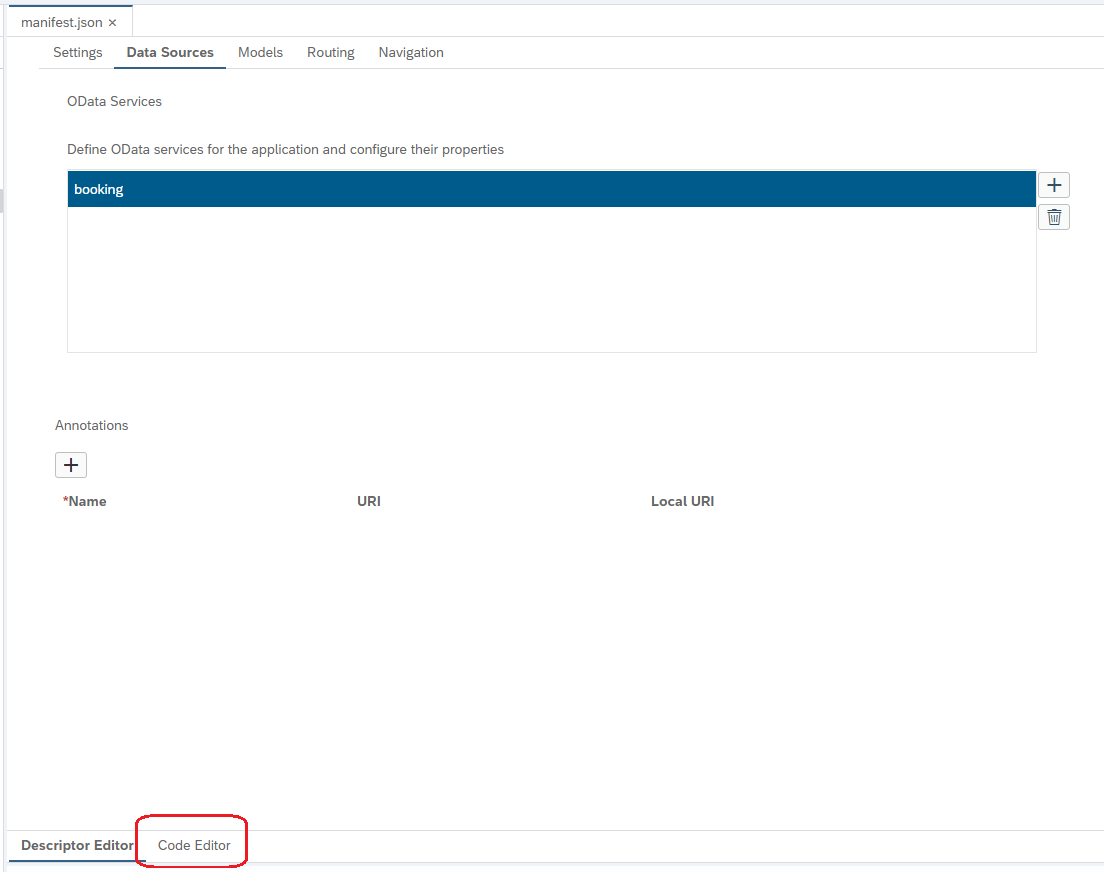 manifest.json ×
Settings Data Sources Models Routing Navigation
OData Services
Define OData services for the application and configure their properties
booking
Annotations
*Name URI Local URI
Descriptor Editor Code Editor